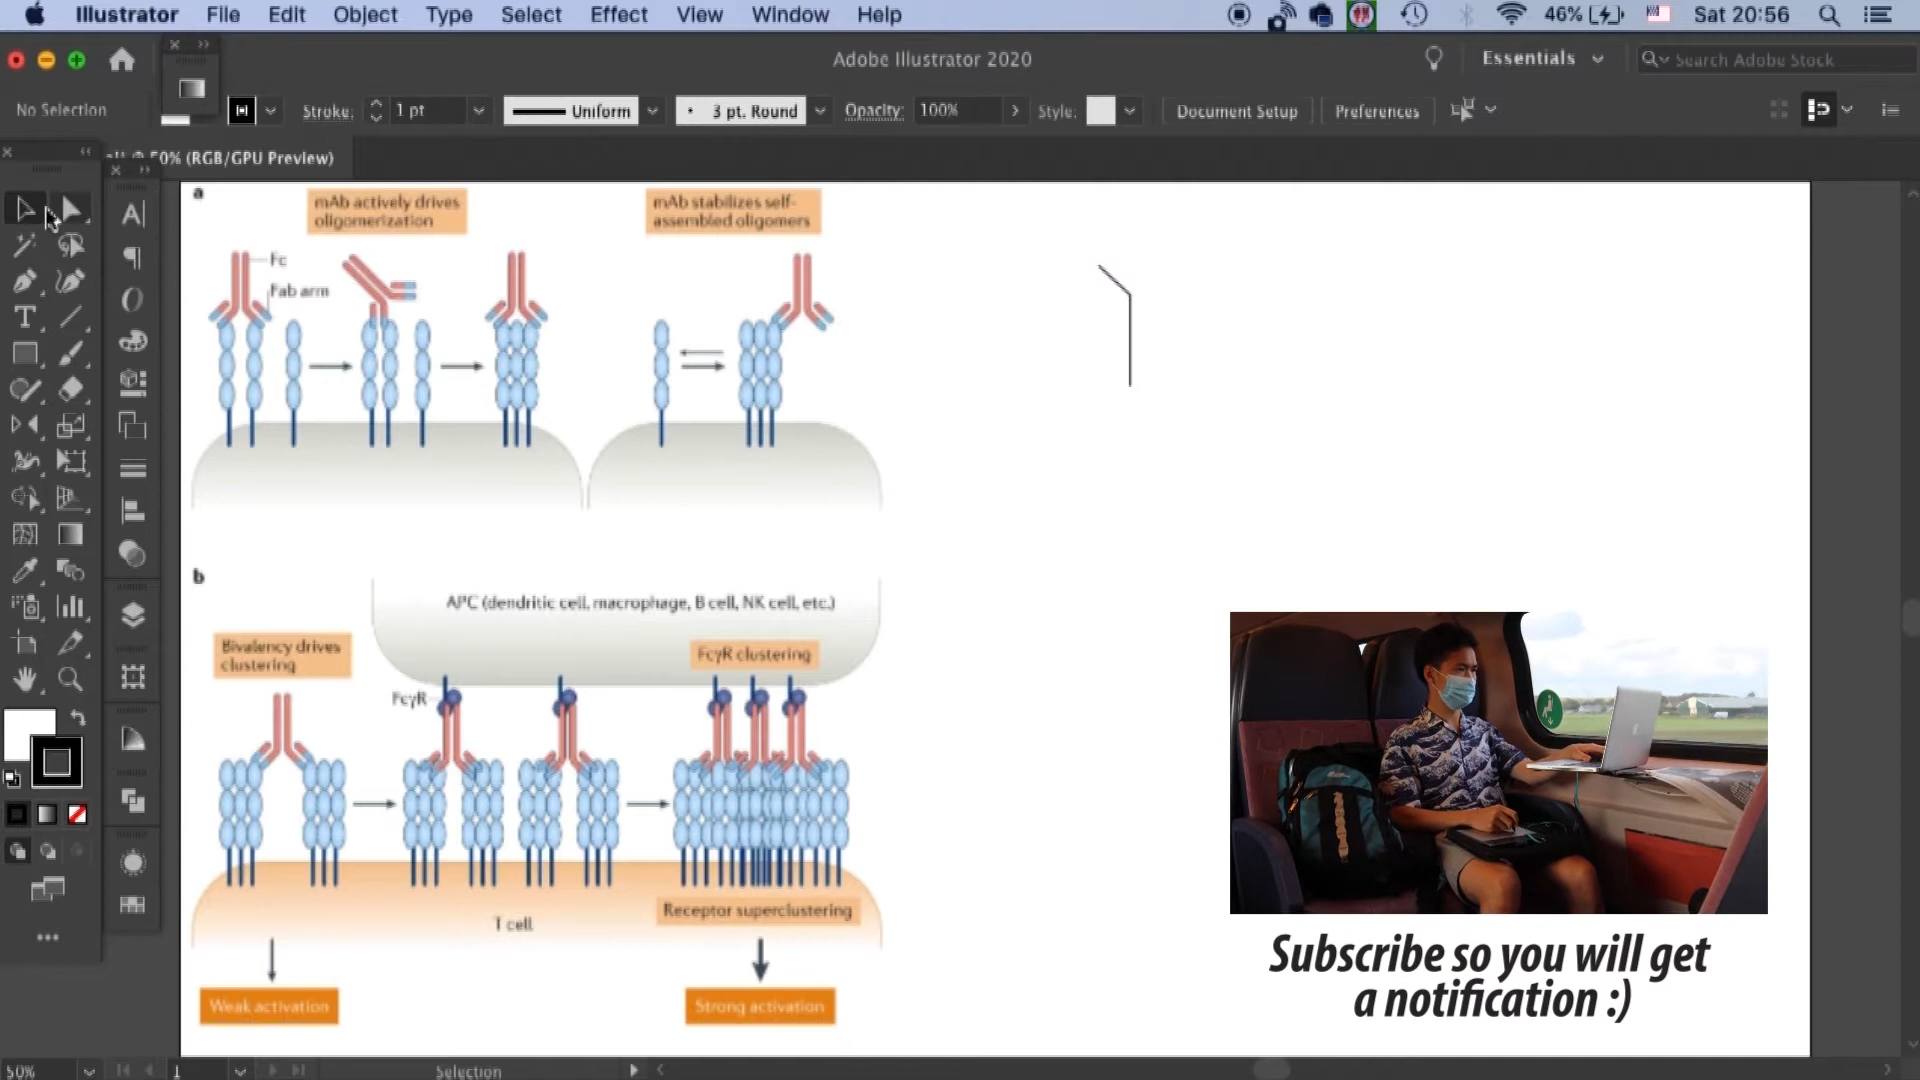 Illustrator File Edit Object Type Select Effect View Window Help
46% Sat 20:56
Adobe Illustrator 2020
Essentials
Search Adobe Stock
No Selection
Stroke: 1 pt
Uniform
3 pt. Round
Opacity: 100%
Style:
Document Setup
Preferences
@ 50% (RGB/GPU Preview)
a
mAb actively drives
oligomerization
mAb stabilizes self-
assembled oligomers
Fc
Fab arm
b
APC (dendritic cell, macrophage, B cell, NK cell, etc.)
Bivalency drives
clustering
FcγR clustering
FcγR
Receptor superclustering
T cell
Weak activation
Strong activation
Subscribe so you will get
a notification :)
50%
1
Selection